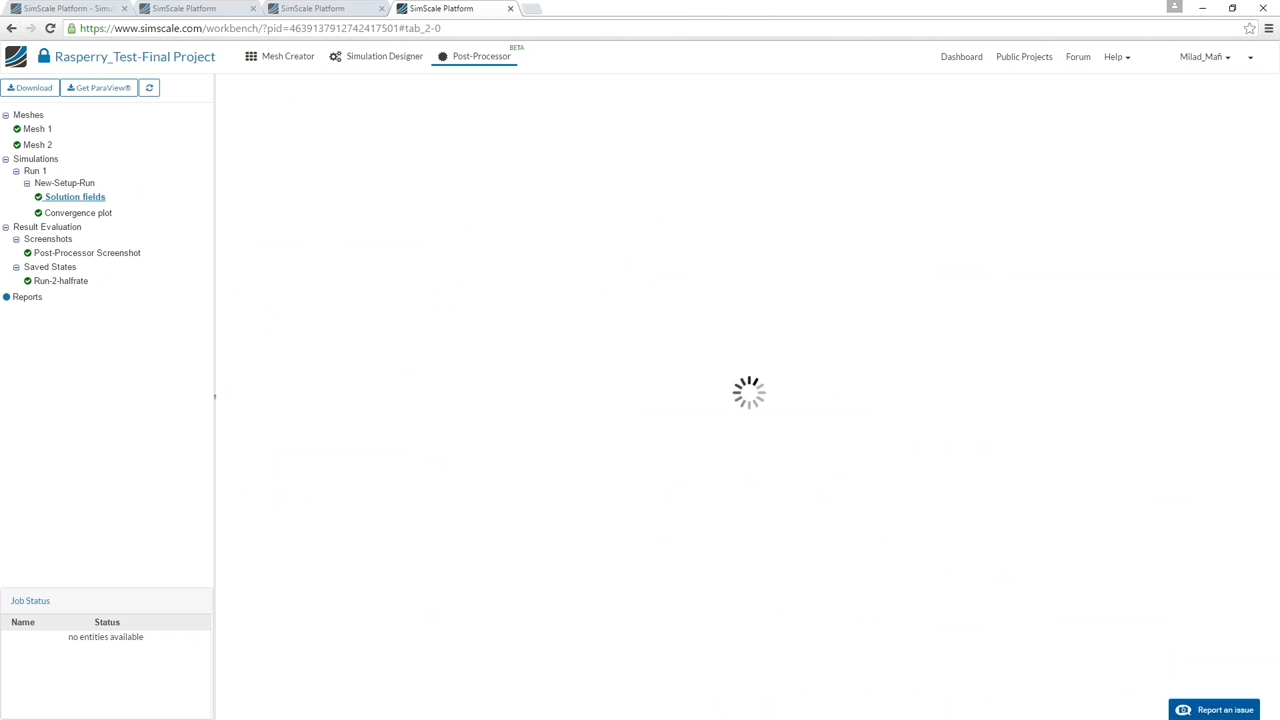 SimScale Platform - Simu
SimScale Platform
SimScale Platform
SimScale Platform
https://www.simscale.com/workbench/?pid=4639137912742417501#tab_2-0
Rasperry_Test-Final Project
Mesh Creator
Simulation Designer
Post-Processor
BETA
Dashboard
Public Projects
Forum
Help
Milad_Mafi
Download
Get ParaView®
Meshes
Mesh 1
Mesh 2
Simulations
Run 1
New-Setup-Run
Solution fields
Convergence plot
Result Evaluation
Screenshots
Post-Processor Screenshot
Saved States
Run-2-halfrate
Reports
Job Status
Name Status
no entities available
Report an issue